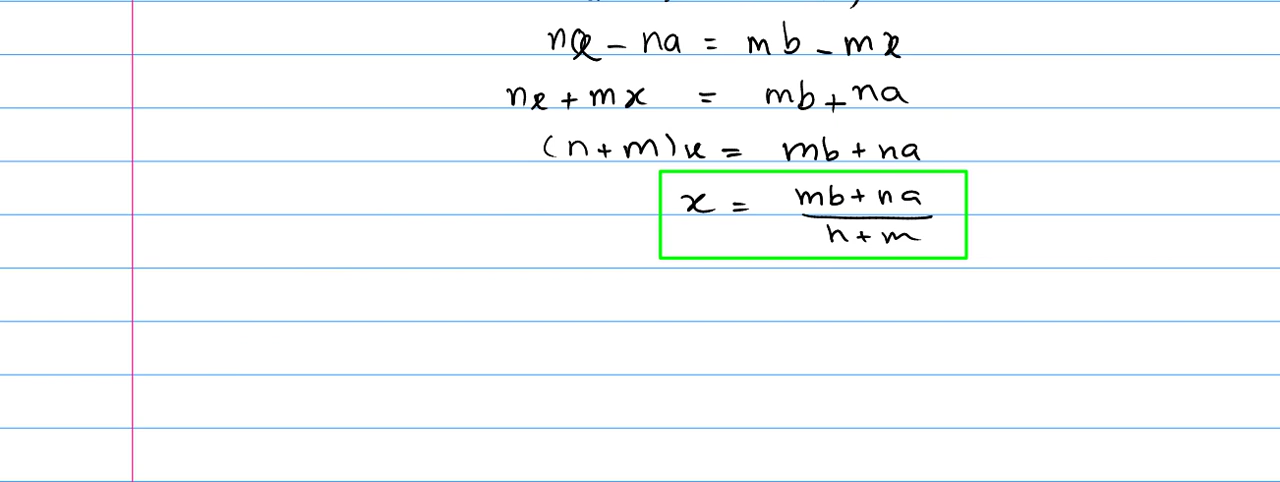 nx - na = mb - mx
nx + mx = mb + na
(n + m)x = mb + na
x = mb + na / n + m